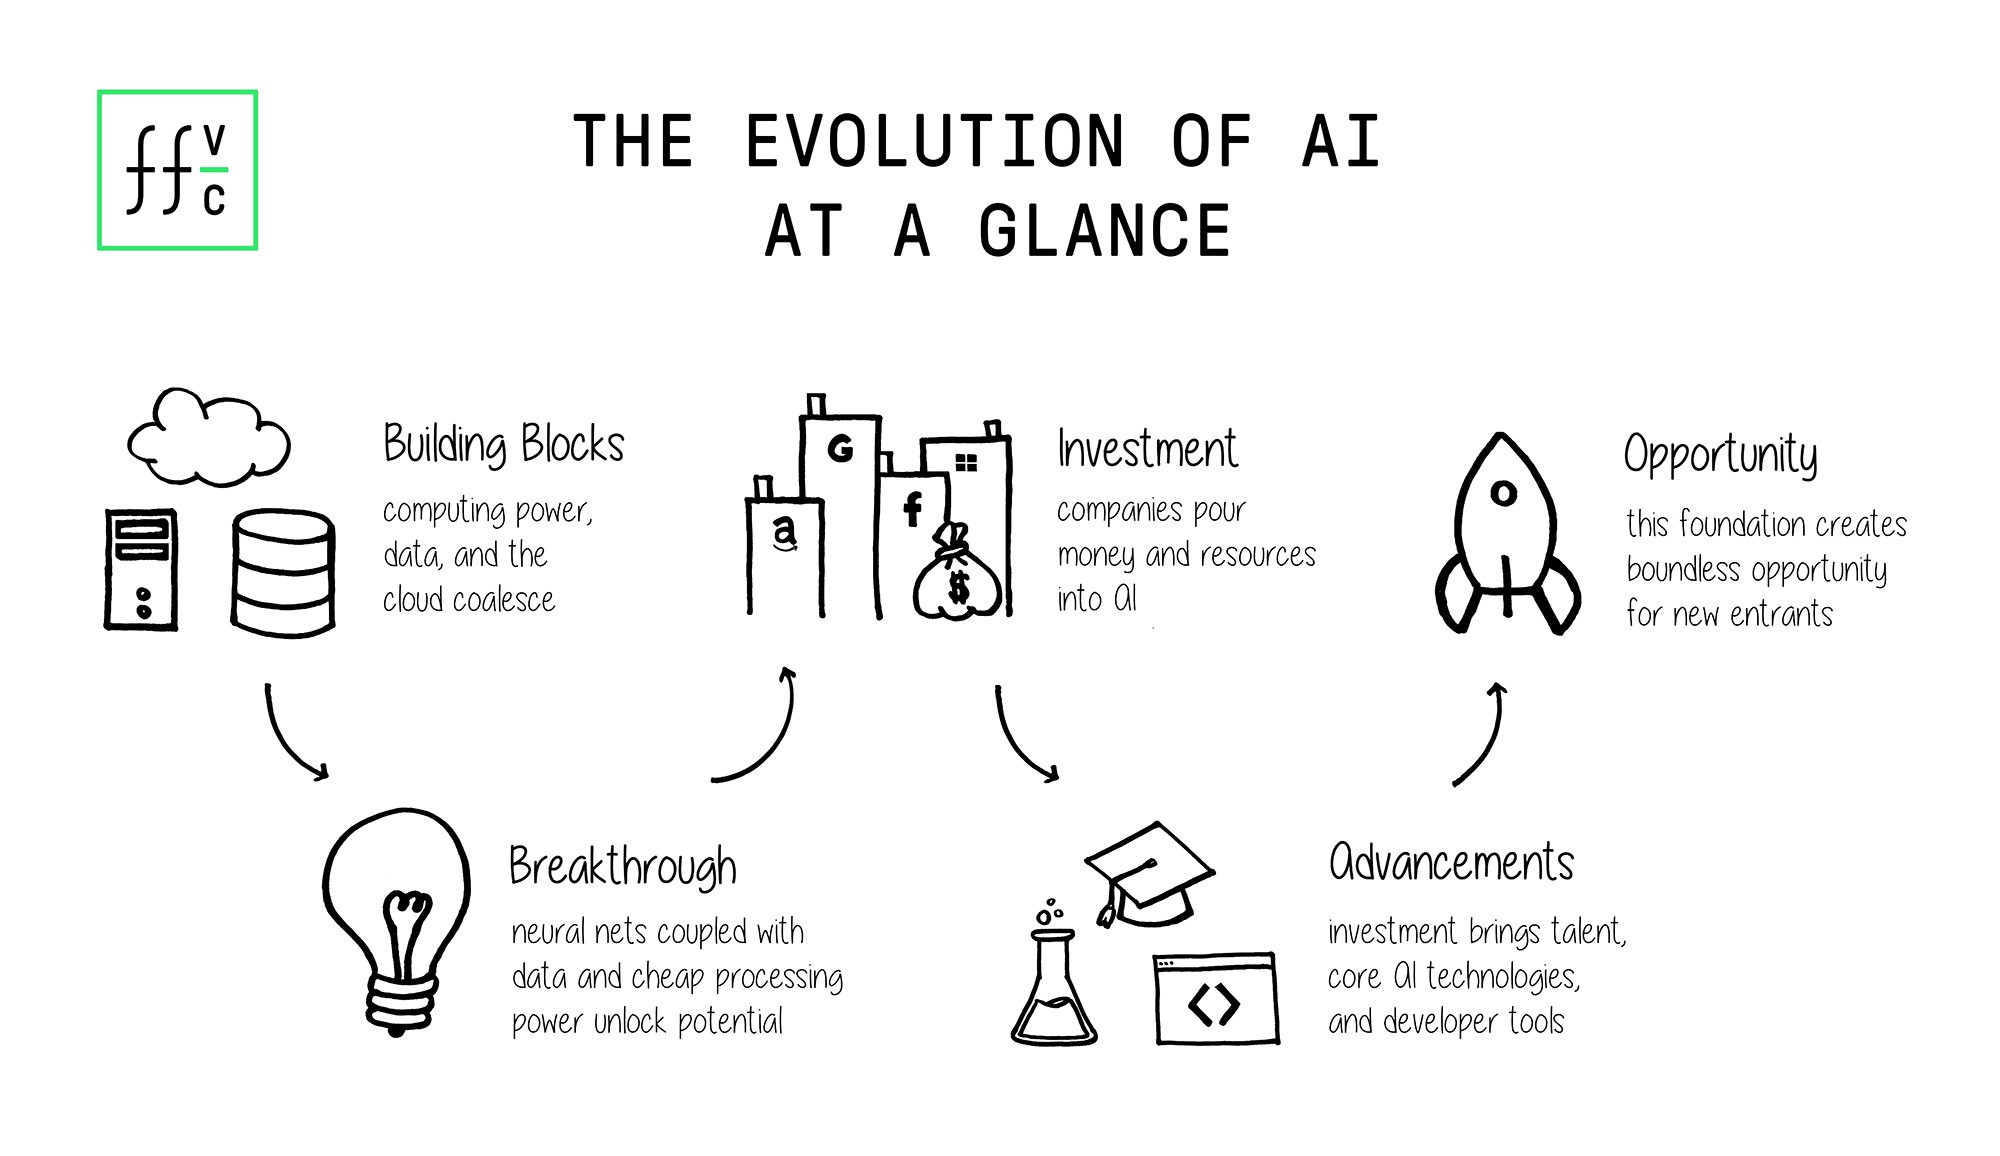 ff v
c
THE EVOLUTION OF AI
AT A GLANCE
Building Blocks
computing power,
data, and the
cloud coalesce
Breakthrough
neural nets coupled with
data and cheap processing
power unlock potential
a
G
f
$
Investment
companies pour
money and resources
into AI
Advancements
investment brings talent,
core AI technologies,
and developer tools
<>
Opportunity
this foundation creates
boundless opportunity
for new entrants